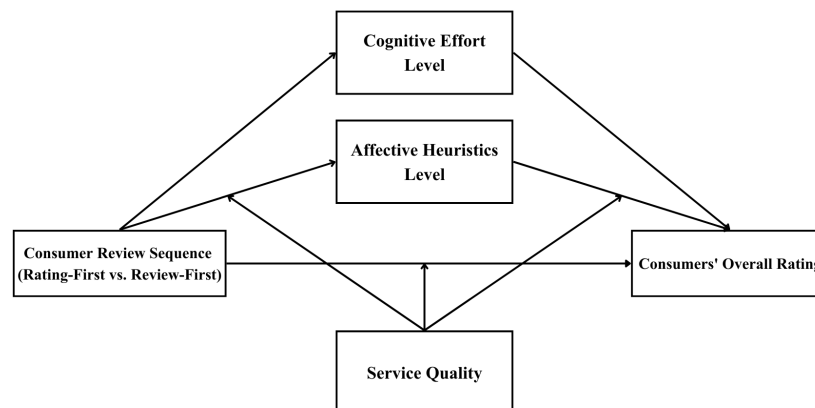 Cognitive Effort
Level
Affective Heuristics
Level
Consumer Review Sequence
(Rating-First vs. Review-First)
Consumers' Overall Rating
Service Quality